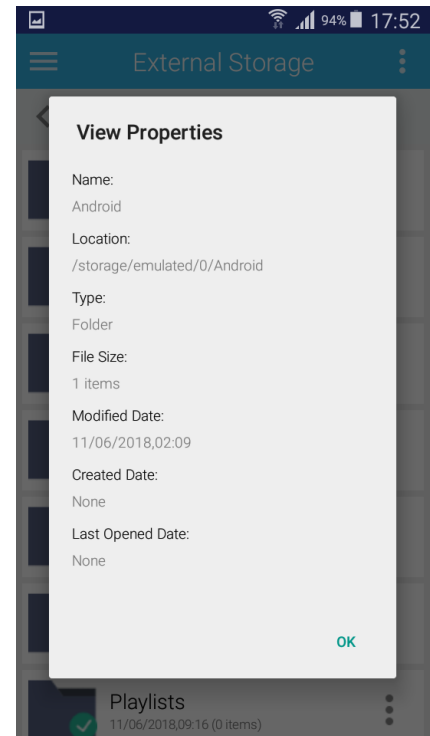 94% 17:52
External Storage
View Properties
Name:
Android
Location:
/storage/emulated/0/Android
Type:
Folder
File Size:
1 items
Modified Date:
11/06/2018,02:09
Created Date:
None
Last Opened Date:
None
OK
Playlists
11/06/2018,09:16 (0 items)